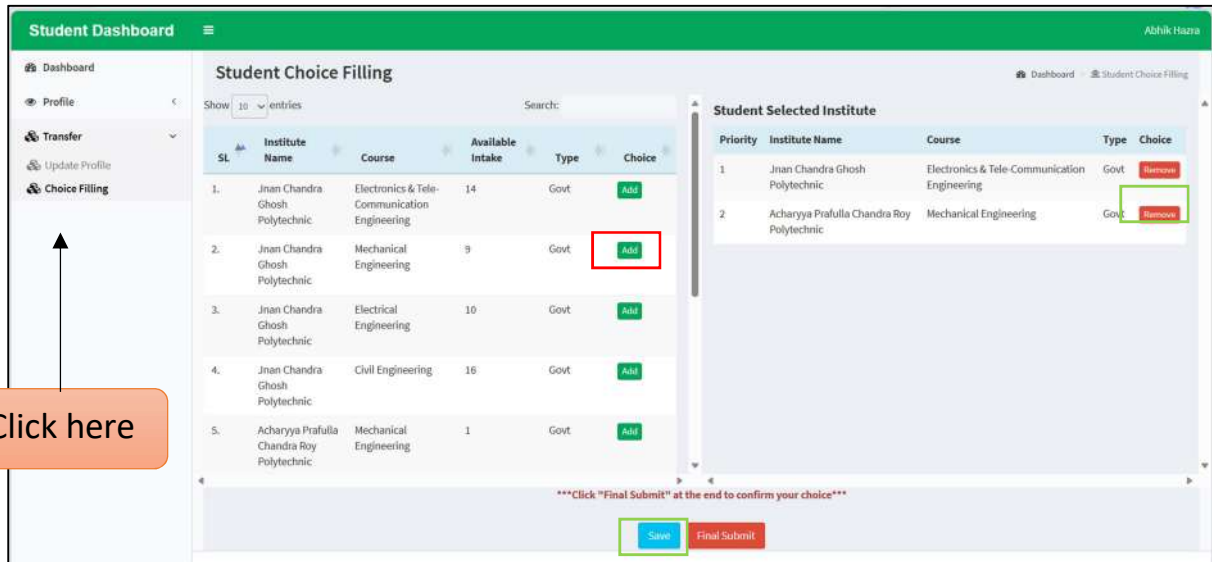 Student Dashboard
Abhik Hazra
Dashboard
Profile
Transfer
Update Profile
Choice Filling
Click here
Student Choice Filling
Dashboard
Student Choice Filling
Show 10 entries
Search:
SL Institute Name Course Available Intake Type Choice
1. Jnan Chandra Ghosh Polytechnic Electronics & Tele-Communication Engineering 14 Govt Add
2. Jnan Chandra Ghosh Polytechnic Mechanical Engineering 9 Govt Add
3. Jnan Chandra Ghosh Polytechnic Electrical Engineering 10 Govt Add
4. Jnan Chandra Ghosh Polytechnic Civil Engineering 16 Govt Add
5. Acharyya Prafulla Chandra Roy Polytechnic Mechanical Engineering 1 Govt Add
Student Selected Institute
Priority Institute Name Course Type Choice
1 Jnan Chandra Ghosh Polytechnic Electronics & Tele-Communication Engineering Govt Remove
2 Acharyya Prafulla Chandra Roy Polytechnic Mechanical Engineering Govt Remove
***Click "Final Submit" at the end to confirm your choice***
Save
Final Submit